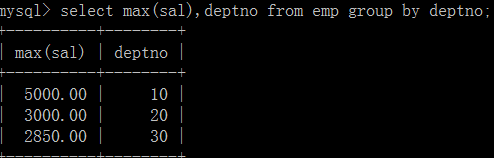 mysql> select max(sal),deptno from emp group by deptno;
+----------+--------+
| max(sal) | deptno |
+----------+--------+
| 5000.00 | 10 |
| 3000.00 | 20 |
| 2850.00 | 30 |
+----------+--------+